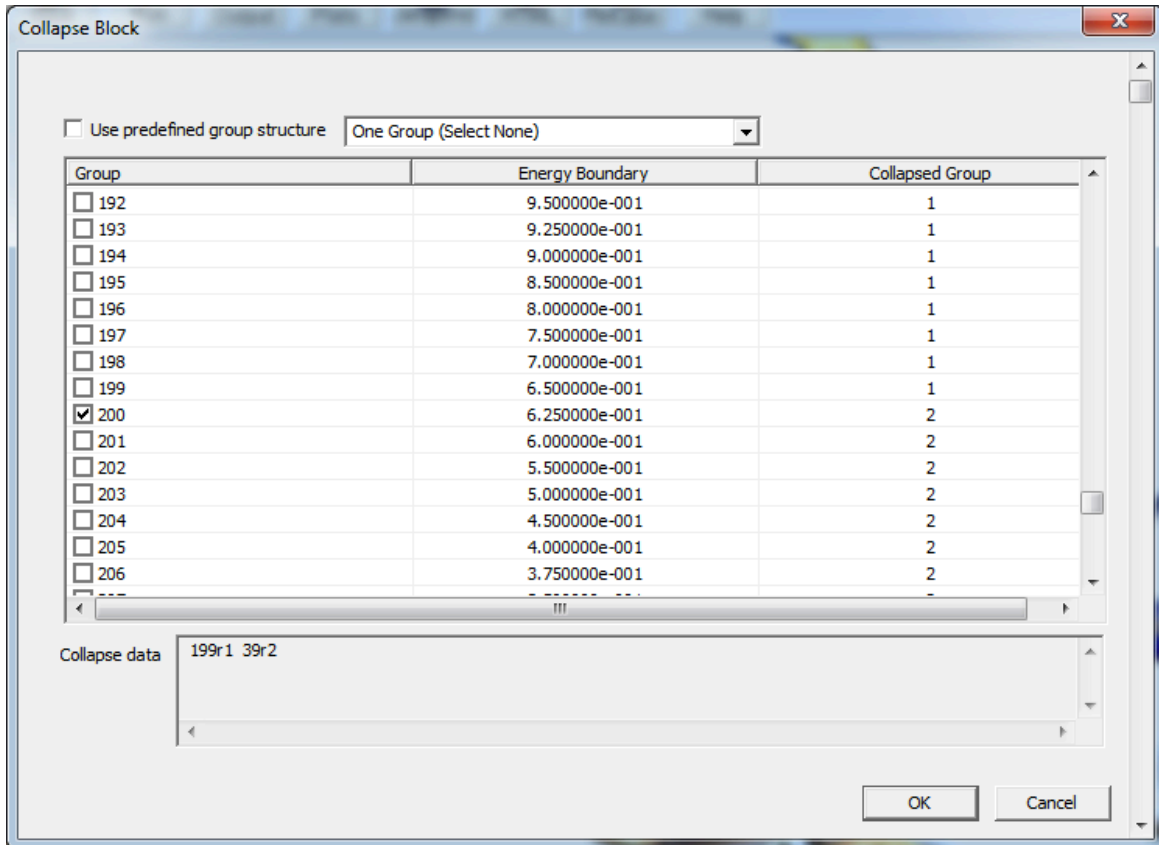 Collapse Block
Use predefined group structure One Group (Select None)
Group Energy Boundary Collapsed Group
192 9.500000e-001 1
193 9.250000e-001 1
194 9.000000e-001 1
195 8.500000e-001 1
196 8.000000e-001 1
197 7.500000e-001 1
198 7.000000e-001 1
199 6.500000e-001 1
200 6.250000e-001 2
201 6.000000e-001 2
202 5.500000e-001 2
203 5.000000e-001 2
204 4.500000e-001 2
205 4.000000e-001 2
206 3.750000e-001 2
Collapse data 199r1 39r2
OK Cancel